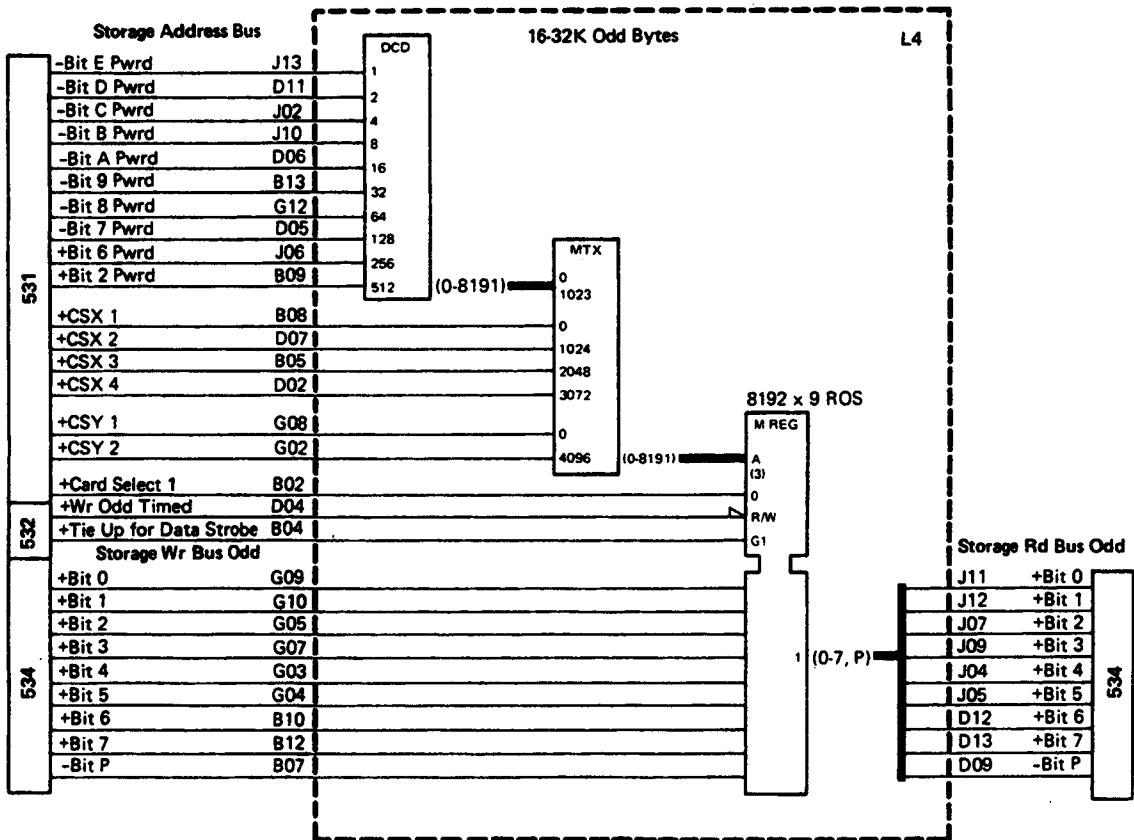 Storage Address Bus
16-32K Odd Bytes
L4
DCD
531
-Bit E Pwrd J13 1
-Bit D Pwrd D11 2
-Bit C Pwrd J02 4
-Bit B Pwrd J10 8
-Bit A Pwrd D06 16
-Bit 9 Pwrd B13 32
-Bit 8 Pwrd G12 64
-Bit 7 Pwrd D05 128
+Bit 6 Pwrd J06 256
+Bit 2 Pwrd B09 512
(0-8191)
MTX
0
1023
+CSX 1 B08 0
+CSX 2 D07 1024
+CSX 3 B05 2048
+CSX 4 D02 3072
+CSY 1 G08 0
+CSY 2 G02 4096
(0-8191)
8192 x 9 ROS
M REG
A
(3)
+Card Select 1 B02 0
532
+Wr Odd Timed D04 R/W
+Tie Up for Data Strobe B04 G1
Storage Wr Bus Odd
534
+Bit 0 G09
+Bit 1 G10
+Bit 2 G05
+Bit 3 G07
+Bit 4 G03
+Bit 5 G04
+Bit 6 B10
+Bit 7 B12
-Bit P B07
1 (0-7, P)
Storage Rd Bus Odd
J11 +Bit 0
J12 +Bit 1
J07 +Bit 2
J09 +Bit 3
J04 +Bit 4
J05 +Bit 5
D12 +Bit 6
D13 +Bit 7
D09 -Bit P
534